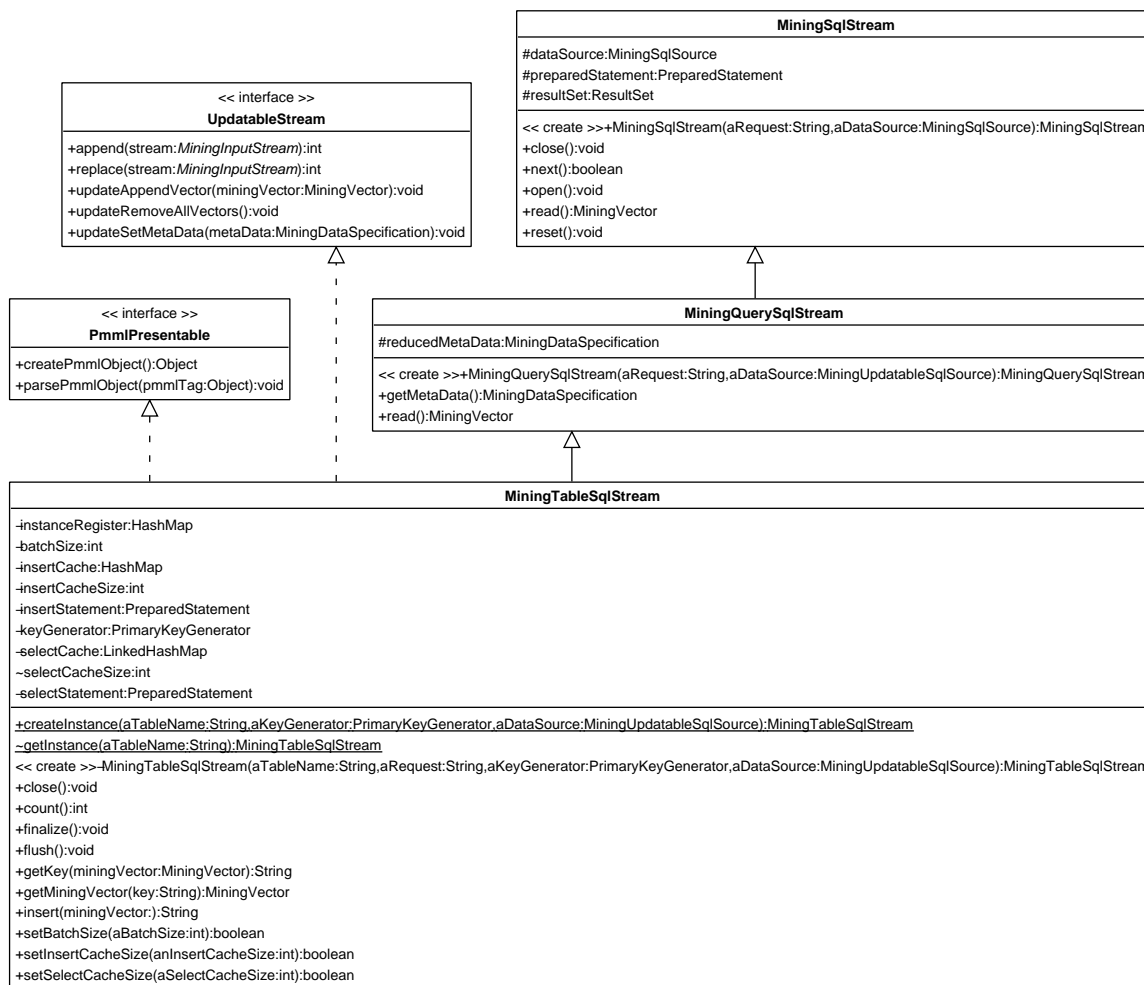 MiningSqlStream
#dataSource:MiningSqlSource
#preparedStatement:PreparedStatement
#resultSet:ResultSet
<< create >>+MiningSqlStream(aRequest:String,aDataSource:MiningSqlSource):MiningSqlStream
+close():void
+next():boolean
+open():void
+read():MiningVector
+reset():void
<< interface >>
UpdatableStream
+append(stream:MiningInputStream):int
+replace(stream:MiningInputStream):int
+updateAppendVector(miningVector:MiningVector):void
+updateRemoveAllVectors():void
+updateSetMetaData(metaData:MiningDataSpecification):void
<< interface >>
PmmlPresentable
+createPmmlObject():Object
+parsePmmlObject(pmmlTag:Object):void
MiningQuerySqlStream
#reducedMetaData:MiningDataSpecification
<< create >>+MiningQuerySqlStream(aRequest:String,aDataSource:MiningUpdatableSqlSource):MiningQuerySqlStream
+getMetaData():MiningDataSpecification
+read():MiningVector
MiningTableSqlStream
-instanceRegister:HashMap
-batchSize:int
-insertCache:HashMap
-insertCacheSize:int
-insertStatement:PreparedStatement
-keyGenerator:PrimaryKeyGenerator
-selectCache:LinkedHashMap
~selectCacheSize:int
-selectStatement:PreparedStatement
+createInstance(aTableName:String,aKeyGenerator:PrimaryKeyGenerator,aDataSource:MiningUpdatableSqlSource):MiningTableSqlStream
~getInstance(aTableName:String):MiningTableSqlStream
<< create >>-MiningTableSqlStream(aTableName:String,aRequest:String,aKeyGenerator:PrimaryKeyGenerator,aDataSource:MiningUpdatableSqlSource):MiningTableSqlStream
+close():void
+count():int
+finalize():void
+flush():void
+getKey(miningVector:MiningVector):String
+getMiningVector(key:String):MiningVector
+insert(miningVector:):String
+setBatchSize(aBatchSize:int):boolean
+setInsertCacheSize(anInsertCacheSize:int):boolean
+setSelectCacheSize(aSelectCacheSize:int):boolean